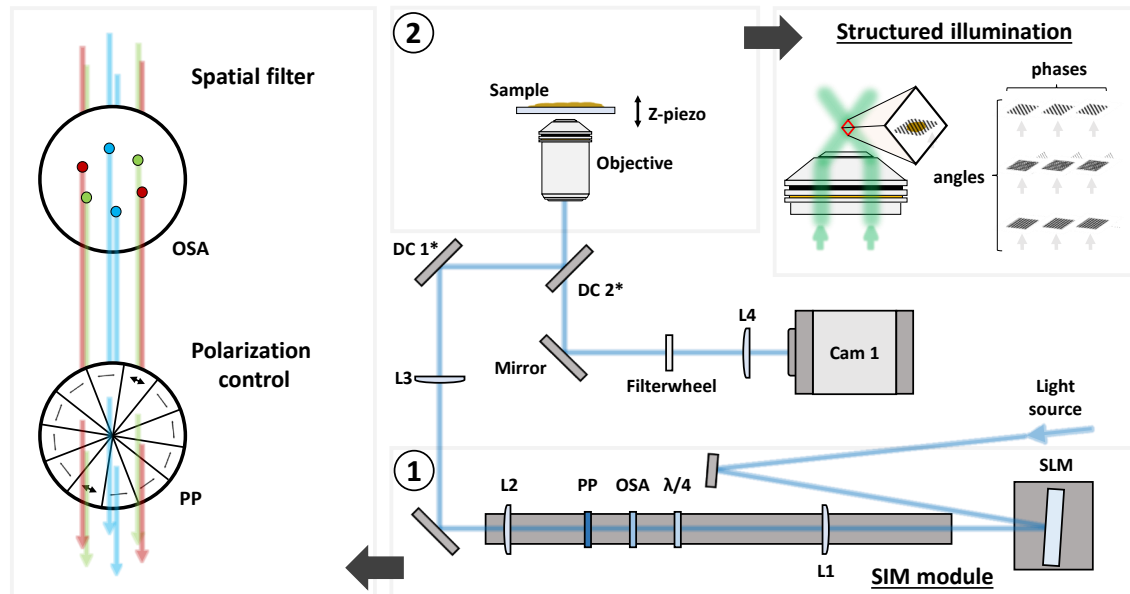 Spatial filter
OSA
Polarization
control
PP
2
Sample
Z-piezo
Objective
DC 1*
DC 2*
L3
Mirror
Filterwheel
L4
Cam 1
Light
source
1
L2
PP
OSA
λ/4
L1
SLM
SIM module
Structured illumination
phases
angles